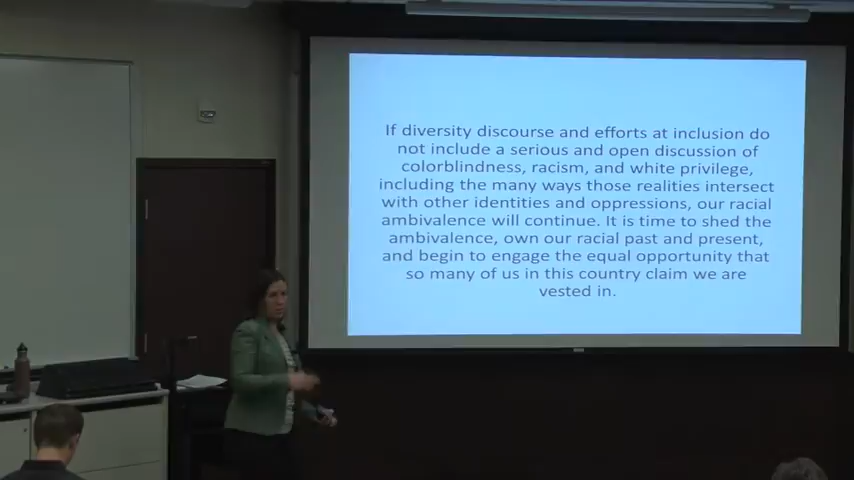 If diversity discourse and efforts at inclusion do
not include a serious and open discussion of
colorblindness, racism, and white privilege,
including the many ways those realities intersect
with other identities and oppressions, our racial
ambivalence will continue. It is time to shed the
ambivalence, own our racial past and present,
and begin to engage the equal opportunity that
so many of us in this country claim we are
vested in.